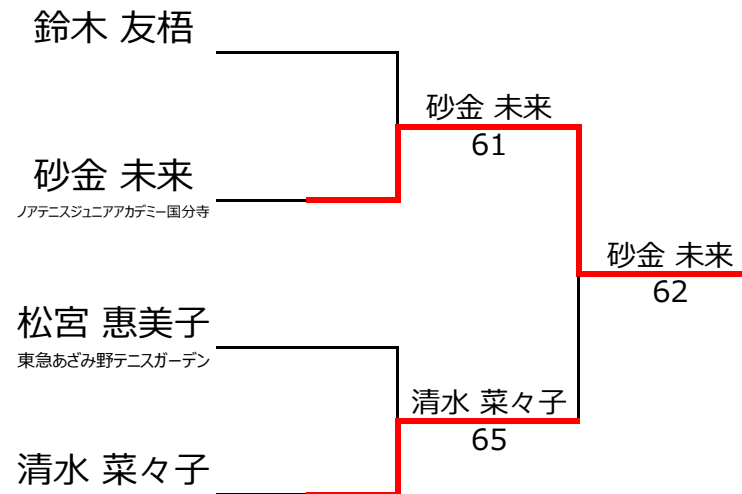 鈴木 友梧
砂金 未来
61
砂金 未来
ノアテニスジュニアアカデミー国分寺
砂金 未来
62
松宮 惠美子
東急あざみ野テニスガーデン
清水 菜々子
65
清水 菜々子